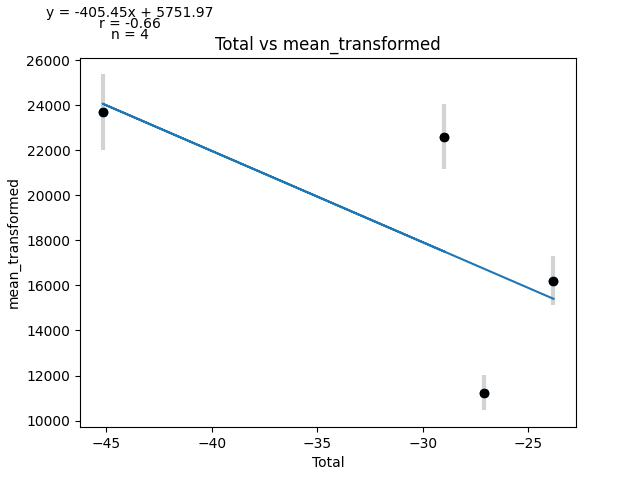 y = -405.45x + 5751.97
r = -0.66
n = 4
Total vs mean_transformed
26000
24000
22000
20000
18000
16000
14000
12000
10000
mean_transformed
−45
−40
−35
−30
−25
Total